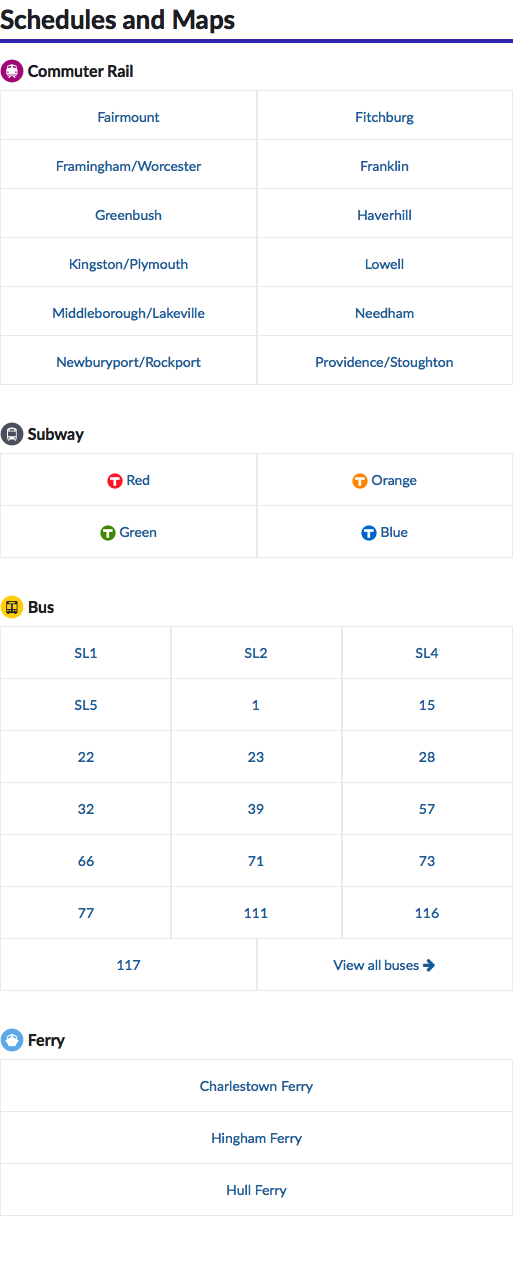 Schedules and Maps
Commuter Rail
Fairmount Fitchburg
Framingham/Worcester Franklin
Greenbush Haverhill
Kingston/Plymouth Lowell
Middleborough/Lakeville Needham
Newburyport/Rockport Providence/Stoughton
Subway
T Red T Orange
T Green T Blue
Bus
SL1 SL2 SL4
SL5 1 15
22 23 28
32 39 57
66 71 73
77 111 116
117 View all buses
Ferry
Charlestown Ferry
Hingham Ferry
Hull Ferry